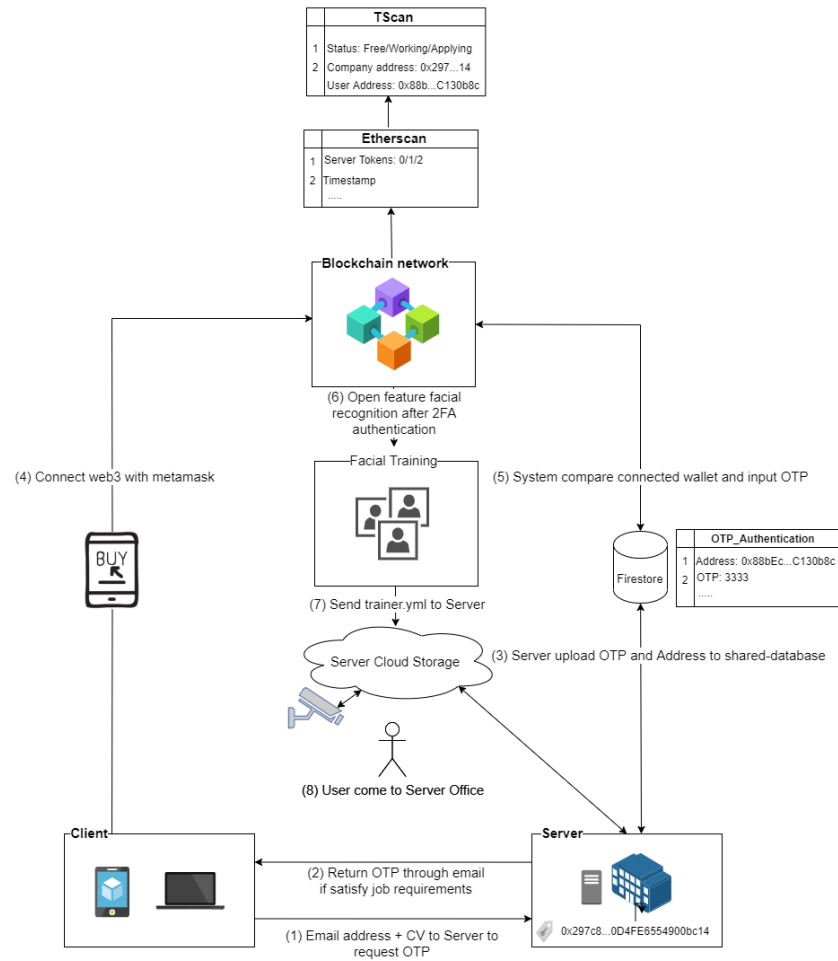 TScan
1 Status: Free/Working/Applying
2 Company address: 0x297...14
User Address: 0x88b...C130b8c
Etherscan
1 Server Tokens: 0/1/2
2 Timestamp
.....
Blockchain network
(6) Open feature facial
recognition after 2FA
authentication
(4) Connect web3 with metamask
Facial Training
(5) System compare connected wallet and input OTP
BUY
Firestore
OTP_Authentication
1 Address: 0x88bEc...C130b8c
2 OTP: 3333
.....
(7) Send trainer.yml to Server
Server Cloud Storage
(3) Server upload OTP and Address to shared-database
(8) User come to Server Office
Client
Server
(2) Return OTP through email
if satisfy job requirements
0x297c8...0D4FE6554900bc14
(1) Email address + CV to Server to
request OTP